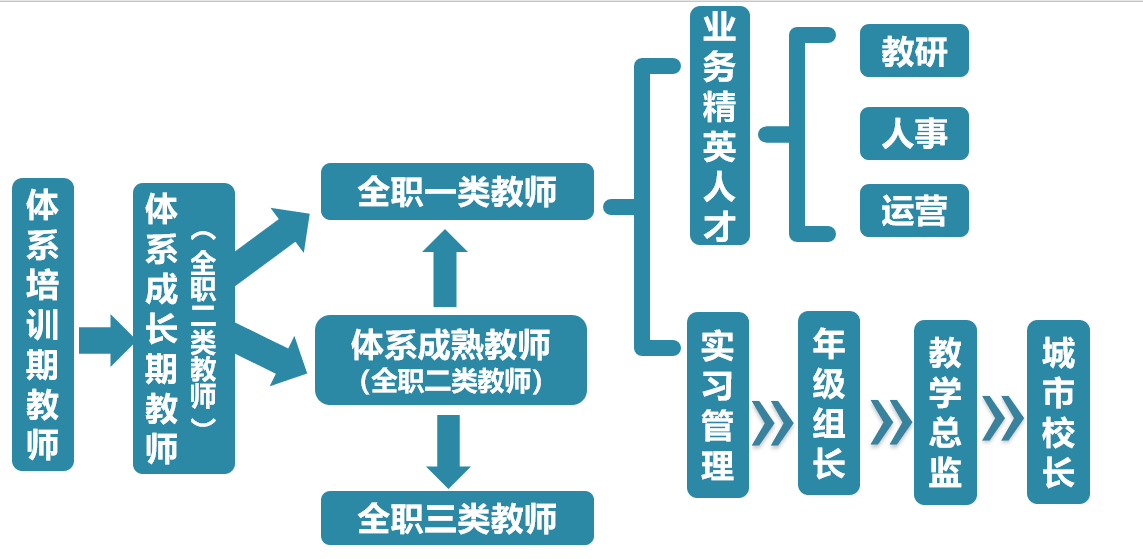 体系培训期教师
体系成长期教师
（全职二类教师）
全职一类教师
体系成熟教师
（全职二类教师）
全职三类教师
业务精英人才
教研
人事
运营
实习管理
年级组长
教学总监
城市校长